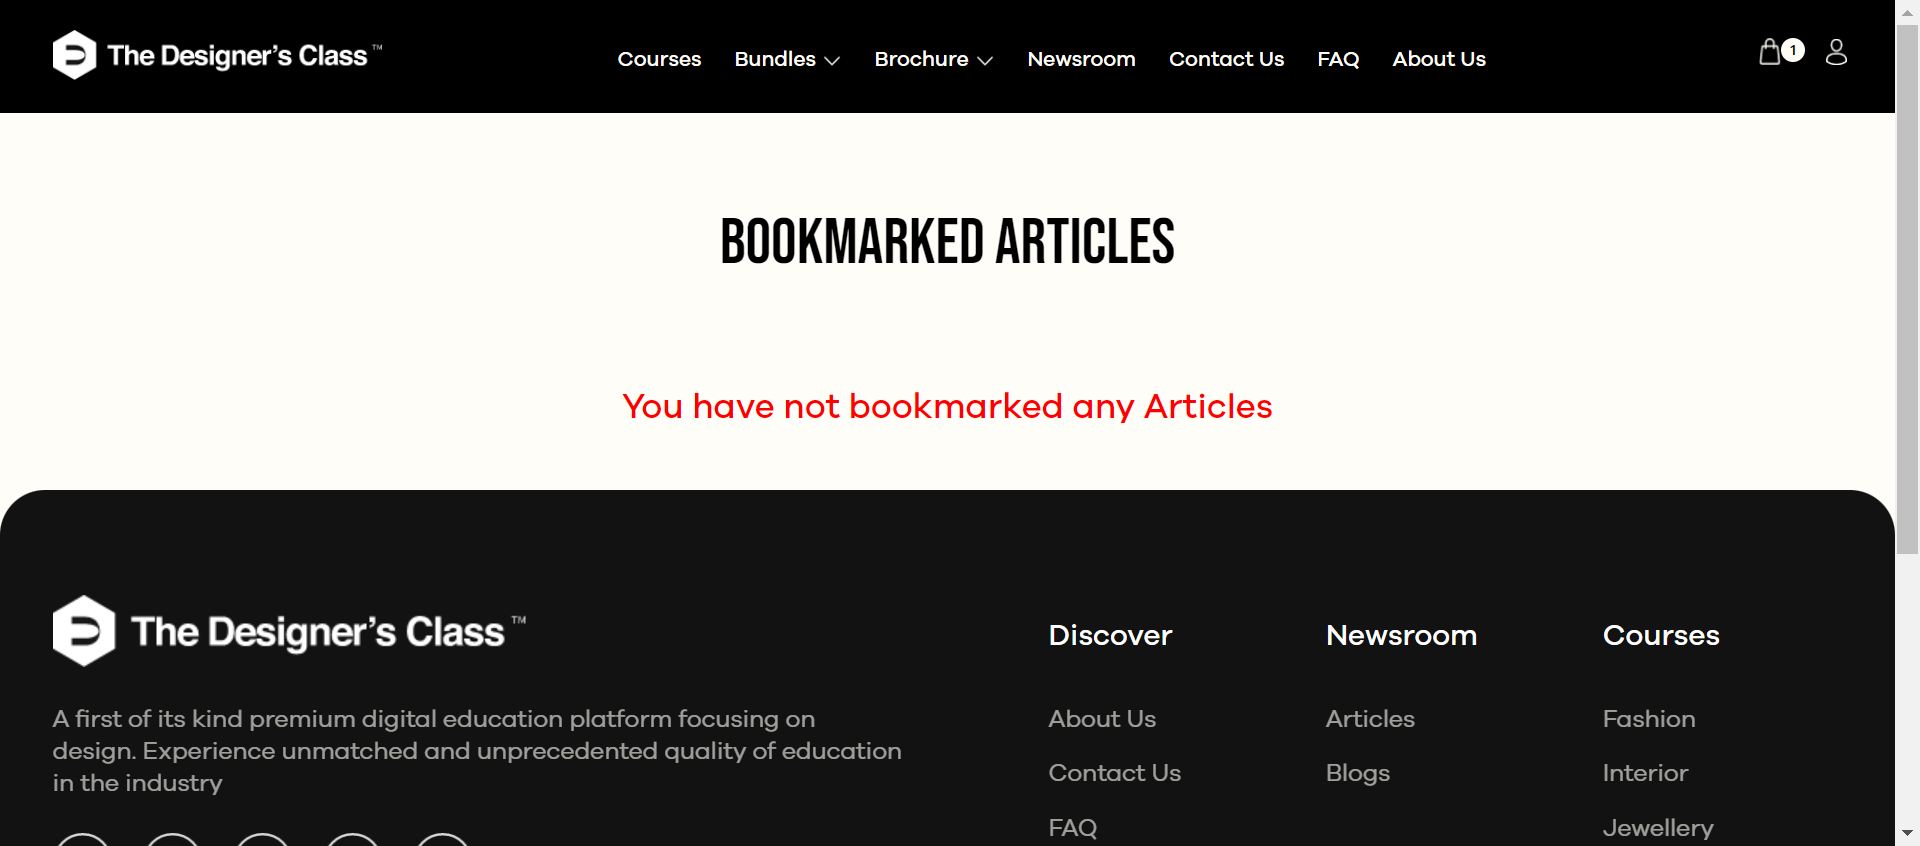 The Designer's Class™
Courses Bundles Brochure Newsroom Contact Us FAQ About Us
1
BOOKMARKED ARTICLES
You have not bookmarked any Articles
The Designer's Class™
A first of its kind premium digital education platform focusing on
design. Experience unmatched and unprecedented quality of education
in the industry
Discover
About Us
Contact Us
FAQ
Newsroom
Articles
Blogs
Courses
Fashion
Interior
Jewellery